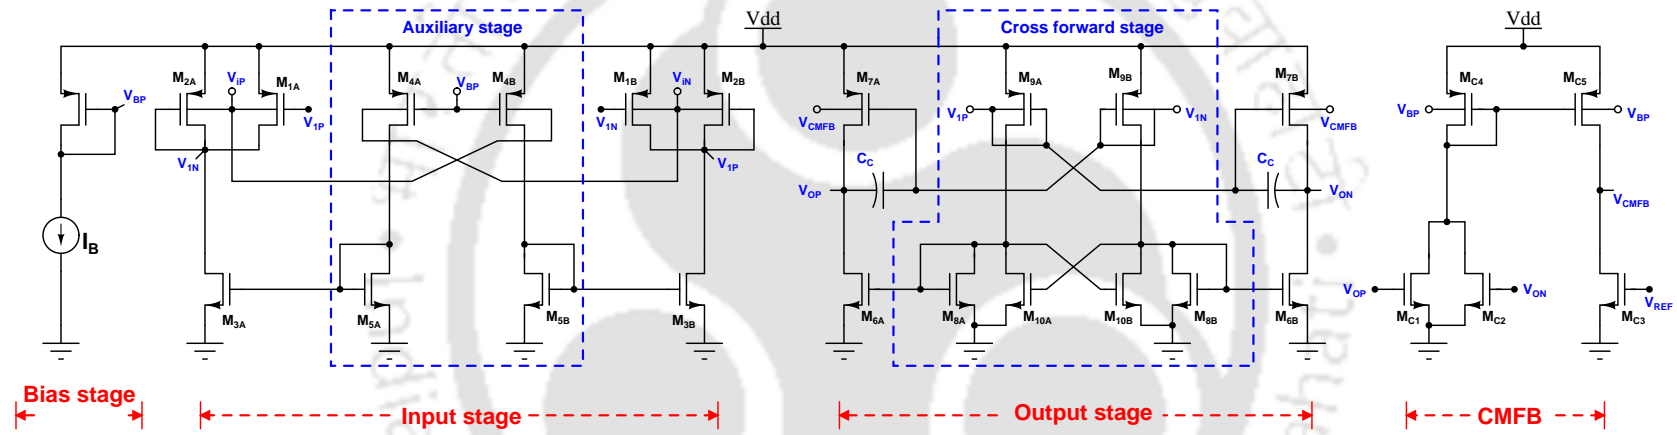 Auxiliary stage
Vdd
Cross forward stage
Vdd
M2A
ViP
M1A
M4A
VBP
M4B
M1B
ViN
M2B
M7A
M9A
M9B
M7B
MC4
MC5
VBP
V1P
V1N
VCMFB
V1P
V1N
VCMFB
VBP
VBP
V1N
V1P
CC
CC
VOP
VON
VCMFB
IB
M3A
M5A
M5B
M3B
M6A
M8A
M10A
M10B
M8B
M6B
VOP
MC1
MC2
VON
MC3
VREF
Bias stage
Input stage
Output stage
CMFB